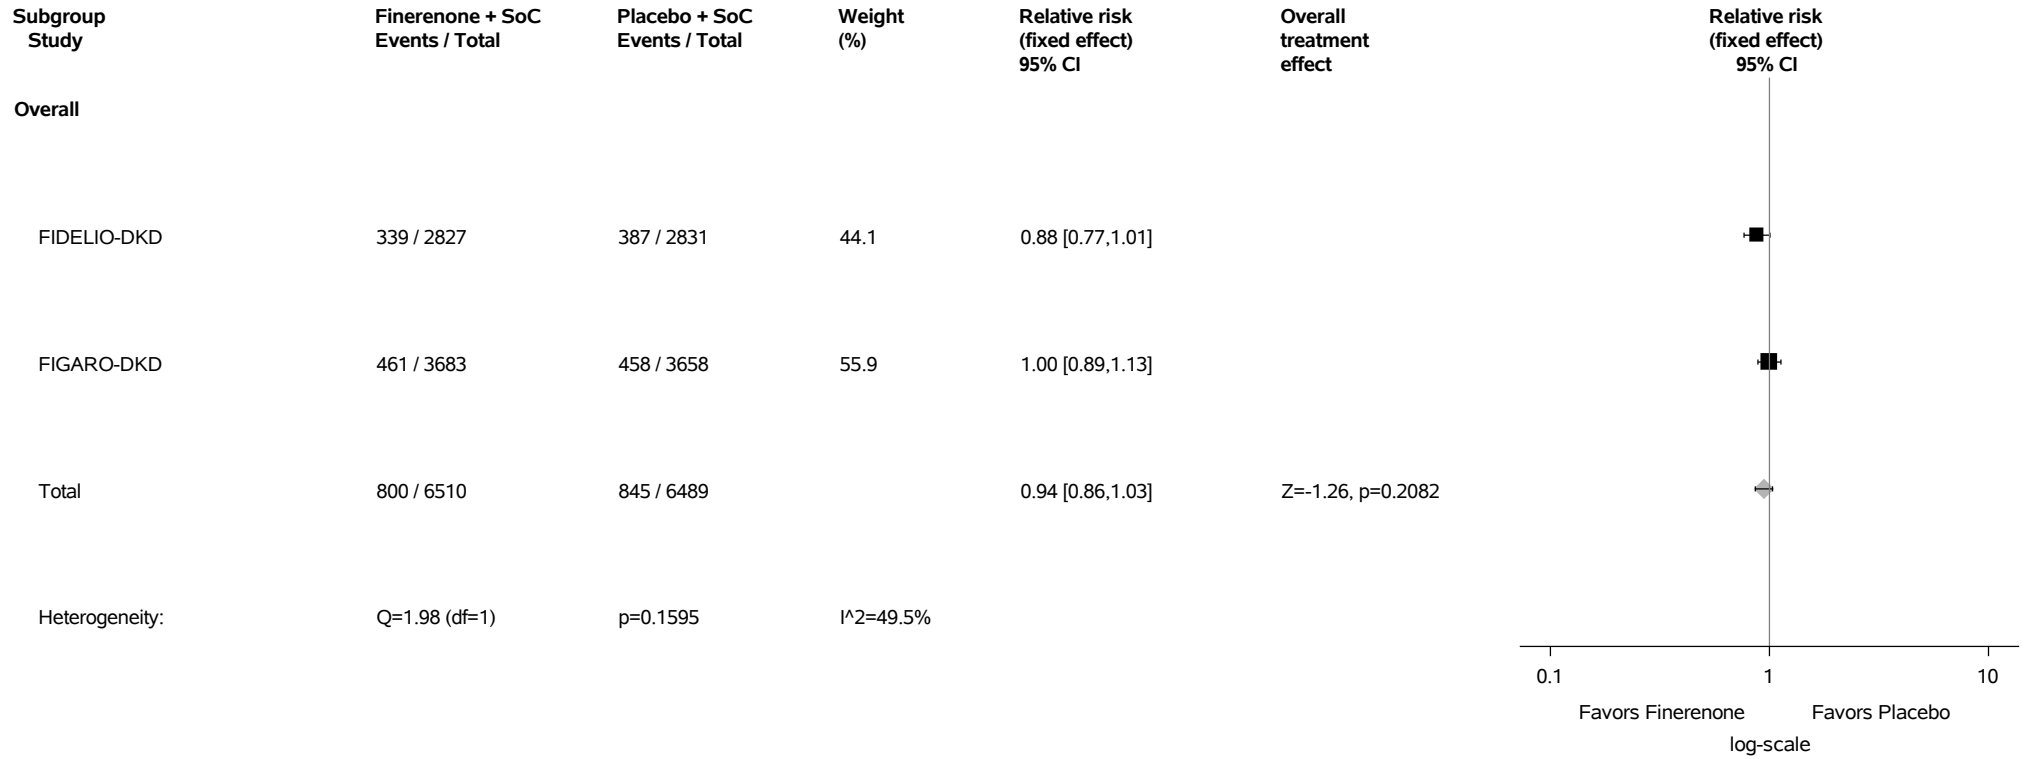 Subgroup Finerenone + SoC Placebo + SoC Weight Relative risk Overall Relative risk
Study Events / Total Events / Total (%) (fixed effect) treatment (fixed effect)
95% CI effect 95% CI
Overall
FIDELIO-DKD 339 / 2827 387 / 2831 44.1 0.88 [0.77,1.01]
FIGARO-DKD 461 / 3683 458 / 3658 55.9 1.00 [0.89,1.13]
Total 800 / 6510 845 / 6489 0.94 [0.86,1.03] Z=-1.26, p=0.2082
Heterogeneity: Q=1.98 (df=1) p=0.1595 I^2=49.5%
0.1 1 10
Favors Finerenone Favors Placebo
log-scale